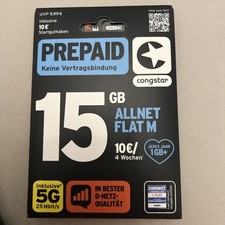 UVP 9,99 €
inklusive
10€
Startguthaben
PREPAID
Keine Vertragsbindung
congstar
15 GB
ALLNET
FLAT M
10€/
4 Wochen
JEDES JAHR
1GB+
Inklusive
5G
25 Mbit/s
IN BESTER
D-NETZ-
QUALITÄT
connect